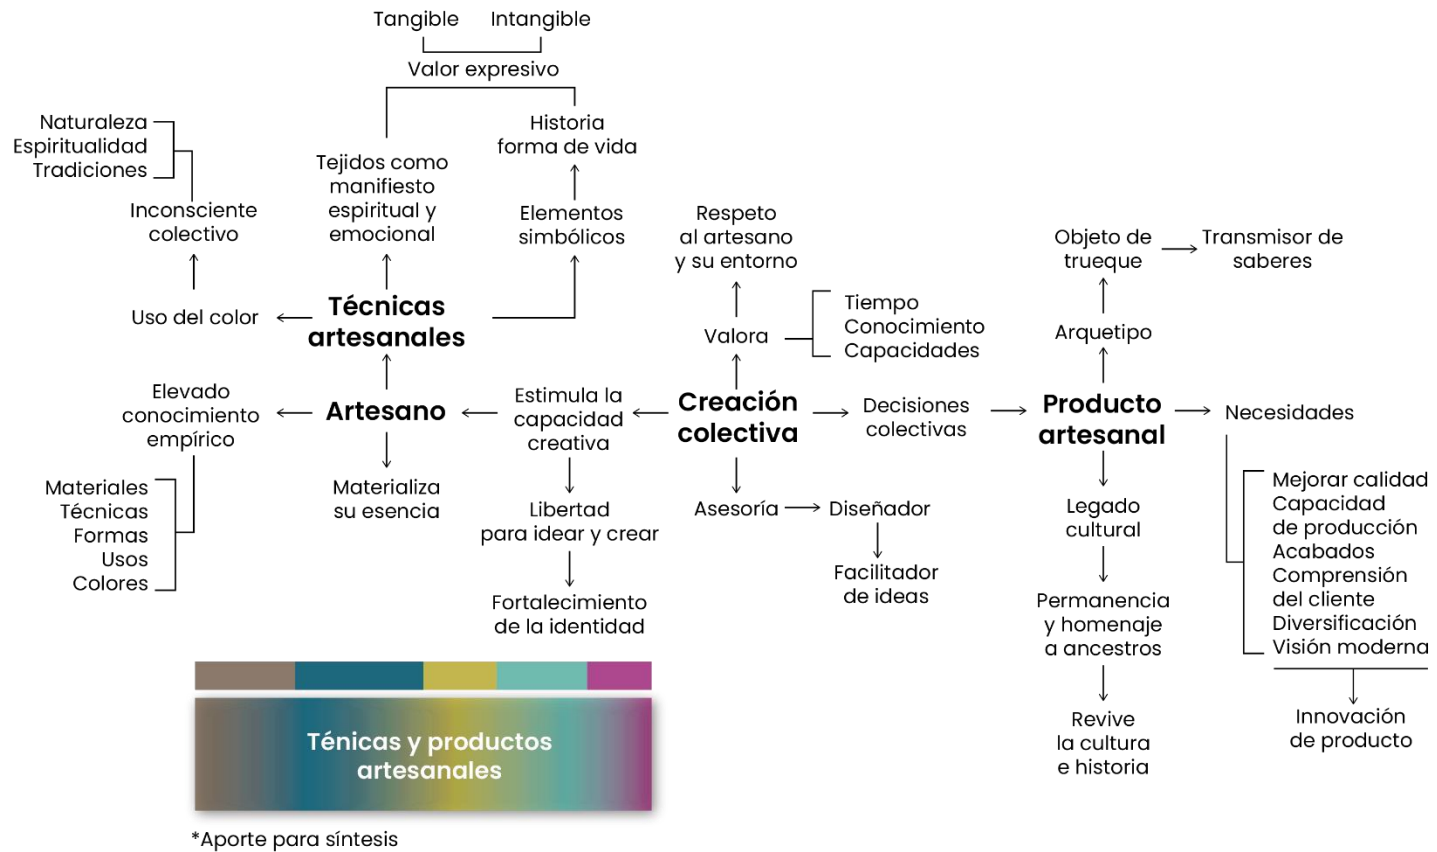 Tangible
Intangible
Valor expresivo
Naturaleza
Espiritualidad
Tradiciones
Inconsciente
colectivo
Uso del color
Tejidos como
manifiesto
espiritual y
emocional
Historia
forma de vida
Elementos
simbólicos
Técnicas
artesanales
Elevado
conocimiento
empírico
Materiales
Técnicas
Formas
Usos
Colores
Artesano
Materializa
su esencia
Estimula la
capacidad
creativa
Libertad
para idear y crear
Fortalecimiento
de la identidad
Respeto
al artesano
y su entorno
Valora
Tiempo
Conocimiento
Capacidades
Creación
colectiva
Decisiones
colectivas
Asesoría
Diseñador
Facilitador
de ideas
Objeto de
trueque
Transmisor de
saberes
Arquetipo
Producto
artesanal
Necesidades
Legado
cultural
Permanencia
y homenaje
a ancestros
Revive
la cultura
e historia
Mejorar calidad
Capacidad
de producción
Acabados
Comprensión
del cliente
Diversificación
Visión moderna
Innovación
de producto
Ténicas y productos
artesanales
*Aporte para síntesis